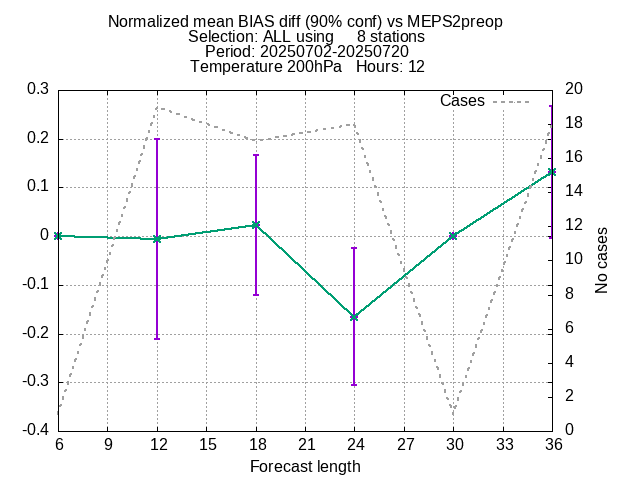 Normalized mean BIAS diff (90% conf) vs MEPS2preop
Selection: ALL using     8 stations
Period: 20250702-20250720
Temperature 200hPa   Hours: 12
Cases
0.3
0.2
0.1
0
-0.1
-0.2
-0.3
-0.4
20
18
16
14
12
10
8
6
4
2
0
No cases
6 9 12 15 18 21 24 27 30 33 36
Forecast length